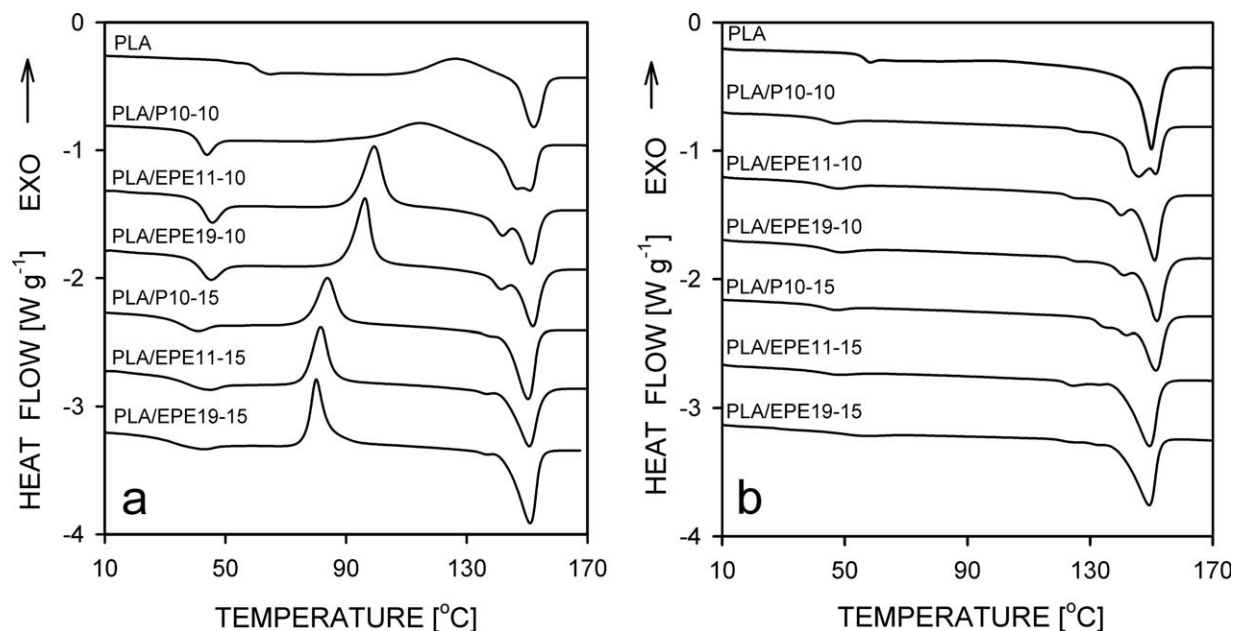 0
-1
-2
-3
-4
HEAT FLOW [W g⁻¹] EXO
PLA
PLA/P10-10
PLA/EPE11-10
PLA/EPE19-10
PLA/P10-15
PLA/EPE11-15
PLA/EPE19-15
a
10 50 90 130 170
TEMPERATURE [°C]
0
-1
-2
-3
-4
HEAT FLOW [W g⁻¹] EXO
PLA
PLA/P10-10
PLA/EPE11-10
PLA/EPE19-10
PLA/P10-15
PLA/EPE11-15
PLA/EPE19-15
b
10 50 90 130 170
TEMPERATURE [°C]